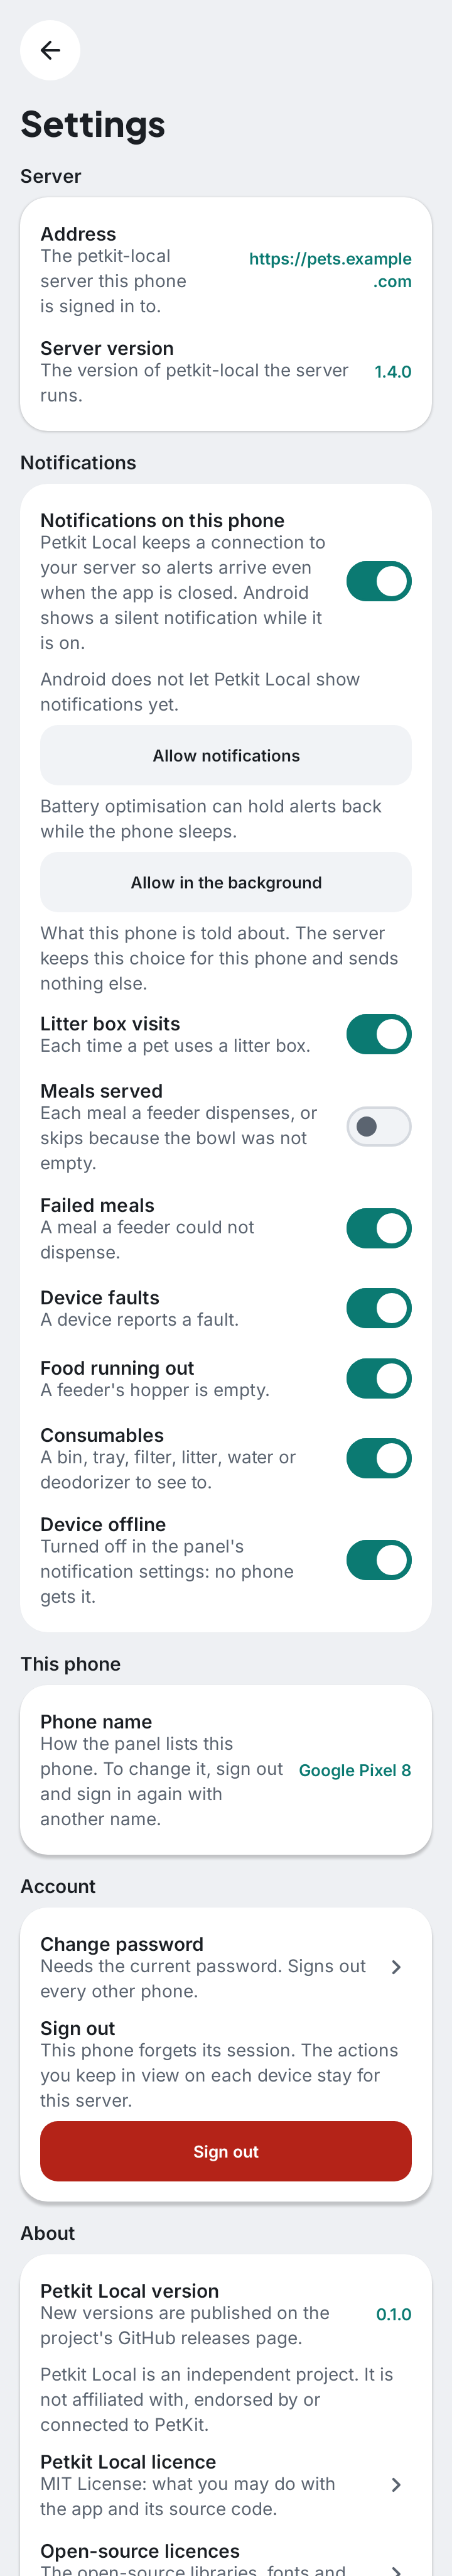 Settings
Server
Address
The petkit-local
server this phone
is signed in to.
https://pets.example
.com
Server version
The version of petkit-local the server
runs.
1.4.0
Notifications
Notifications on this phone
Petkit Local keeps a connection to
your server so alerts arrive even
when the app is closed. Android
shows a silent notification while it
is on.
Android does not let Petkit Local show
notifications yet.
Allow notifications
Battery optimisation can hold alerts back
while the phone sleeps.
Allow in the background
What this phone is told about. The server
keeps this choice for this phone and sends
nothing else.
Litter box visits
Each time a pet uses a litter box.
Meals served
Each meal a feeder dispenses, or
skips because the bowl was not
empty.
Failed meals
A meal a feeder could not
dispense.
Device faults
A device reports a fault.
Food running out
A feeder's hopper is empty.
Consumables
A bin, tray, filter, litter, water or
deodorizer to see to.
Device offline
Turned off in the panel's
notification settings: no phone
gets it.
This phone
Phone name
How the panel lists this
phone. To change it, sign out
and sign in again with
another name.
Google Pixel 8
Account
Change password
Needs the current password. Signs out
every other phone.
Sign out
This phone forgets its session. The actions
you keep in view on each device stay for
this server.
Sign out
About
Petkit Local version
New versions are published on the
project's GitHub releases page.
0.1.0
Petkit Local is an independent project. It is
not affiliated with, endorsed by or
connected to PetKit.
Petkit Local licence
MIT License: what you may do with
the app and its source code.
Open-source licences
The open-source libraries, fonts and